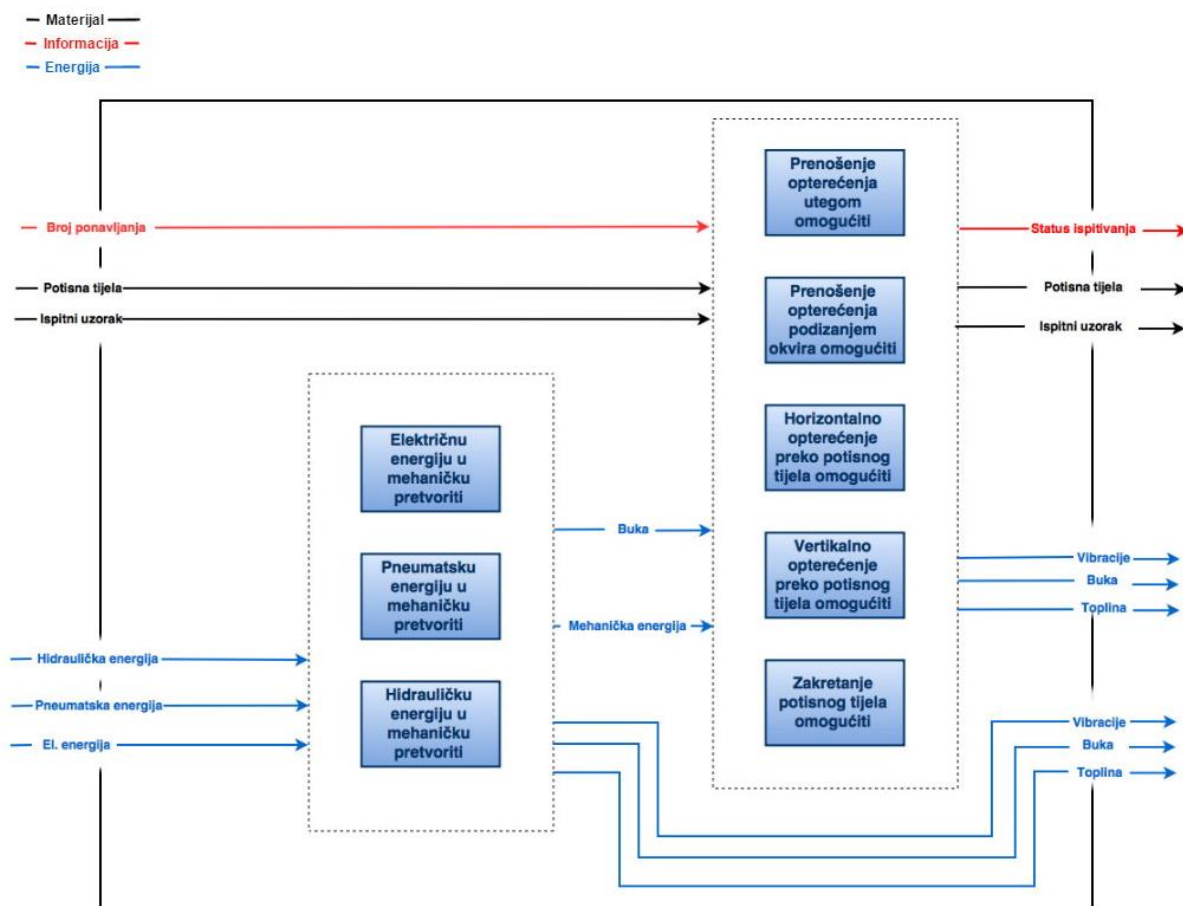 Materijal
Informacija
Energija
Prenošenje
opterećenja
utegom
omogućiti
Broj ponavljanja
Status ispitivanja
Potisna tijela
Potisna tijela
Ispitni uzorak
Ispitni uzorak
Prenošenje
opterećenja
podizanjem
okvira omogućiti
Horizontalno
opterećenje
preko potisnog
tijela omogućiti
Električnu
energiju u
mehaničku
pretvoriti
Buka
Vertikalno
opterećenje
preko potisnog
tijela omogućiti
Vibracije
Buka
Toplina
Pneumatsku
energiju u
mehaničku
pretvoriti
Mehanička energija
Hidraulička energija
Pneumatska energija
El. energija
Hidrauličku
energiju u
mehaničku
pretvoriti
Zakretanje
potisnog tijela
omogućiti
Vibracije
Buka
Toplina